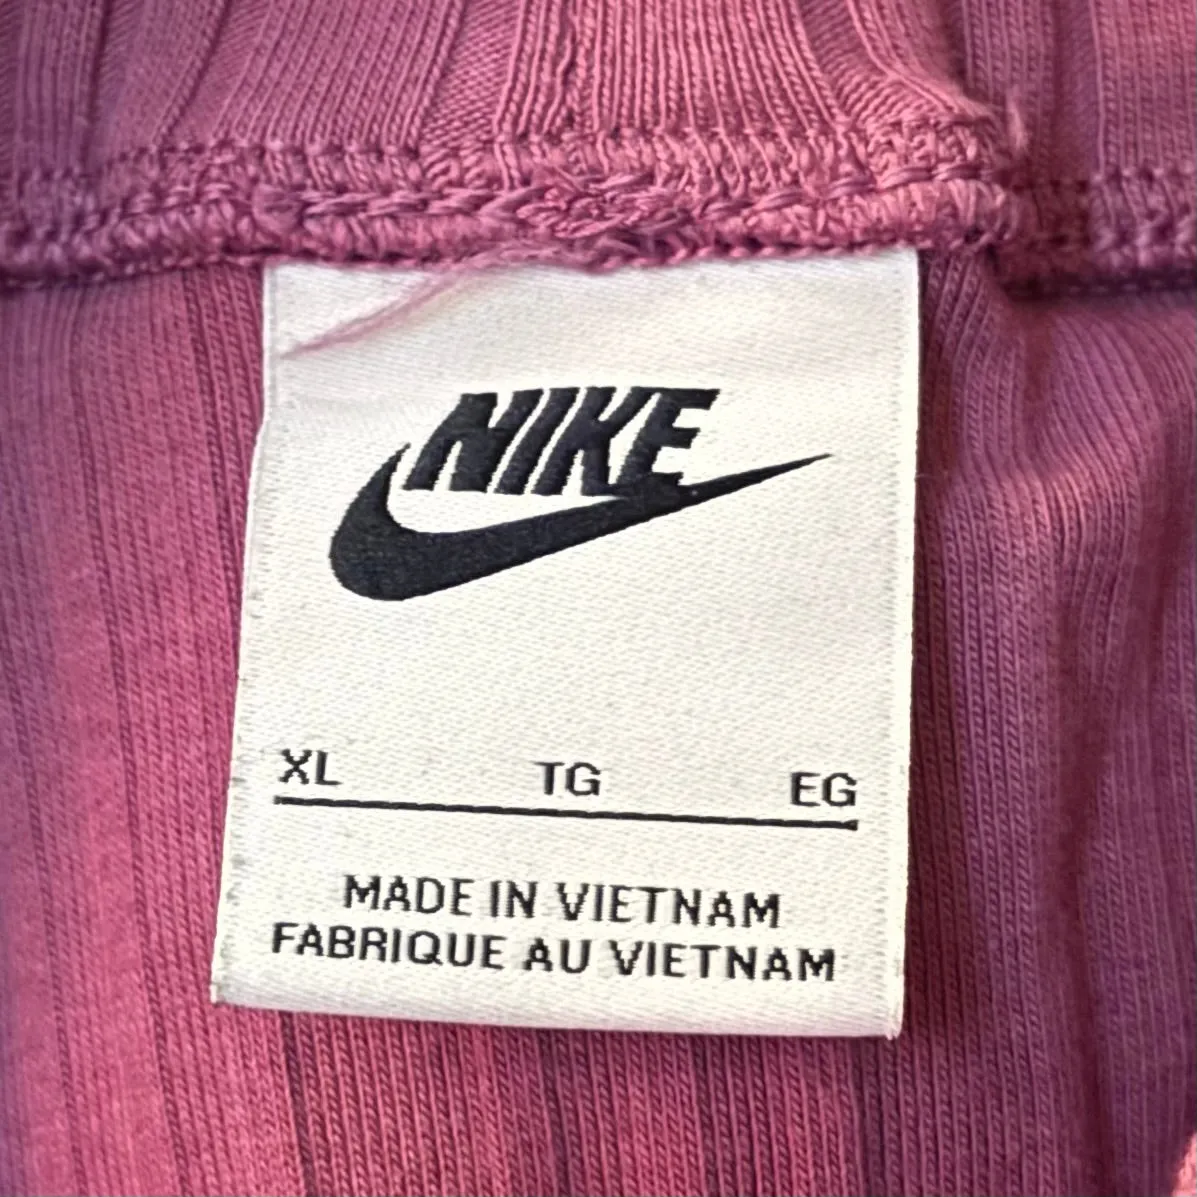 NIKE
XL TG EG
MADE IN VIETNAM
FABRIQUE AU VIETNAM